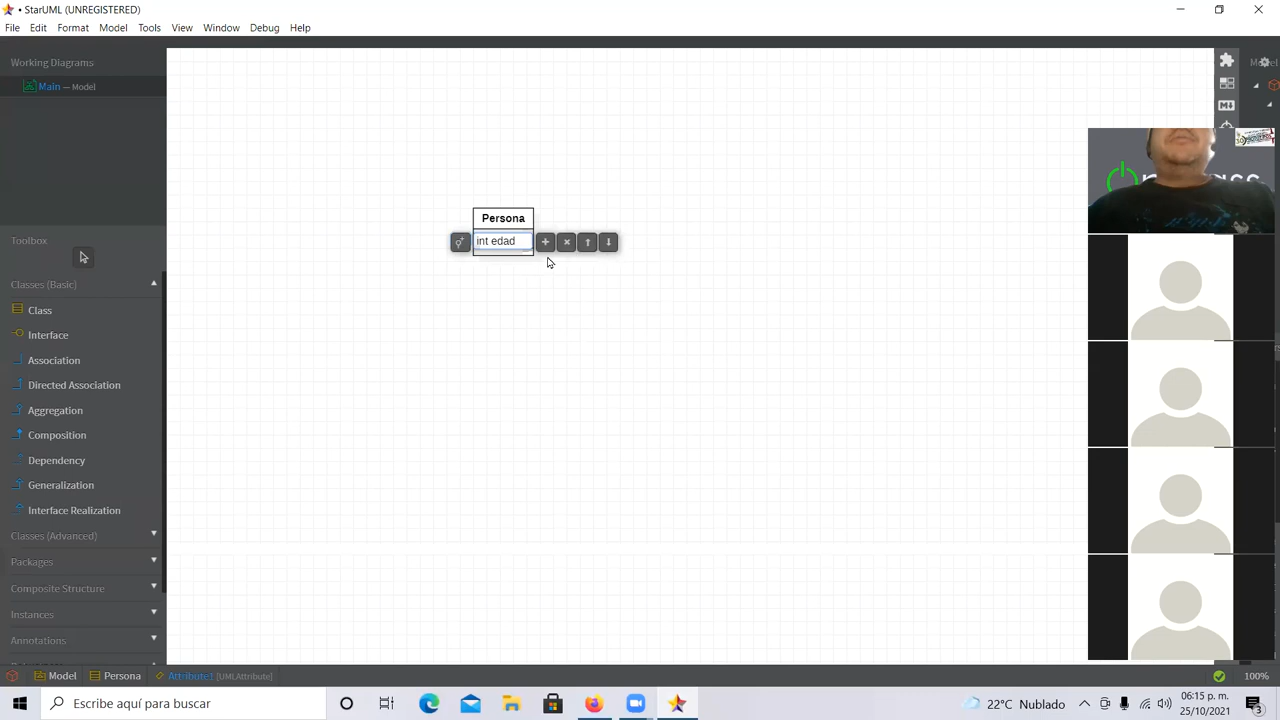 • StarUML (UNREGISTERED)
File Edit Format Model Tools View Window Debug Help
Working Diagrams
Main — Model
Toolbox
Classes (Basic)
Class
Interface
Association
Directed Association
Aggregation
Composition
Dependency
Generalization
Interface Realization
Classes (Advanced)
Packages
Composite Structure
Instances
Annotations
Persona
int edad
Model
Model Persona Attribute1 [UMLAttribute]
100%
Escribe aquí para buscar
22°C Nublado
06:15 p. m.
25/10/2021
3